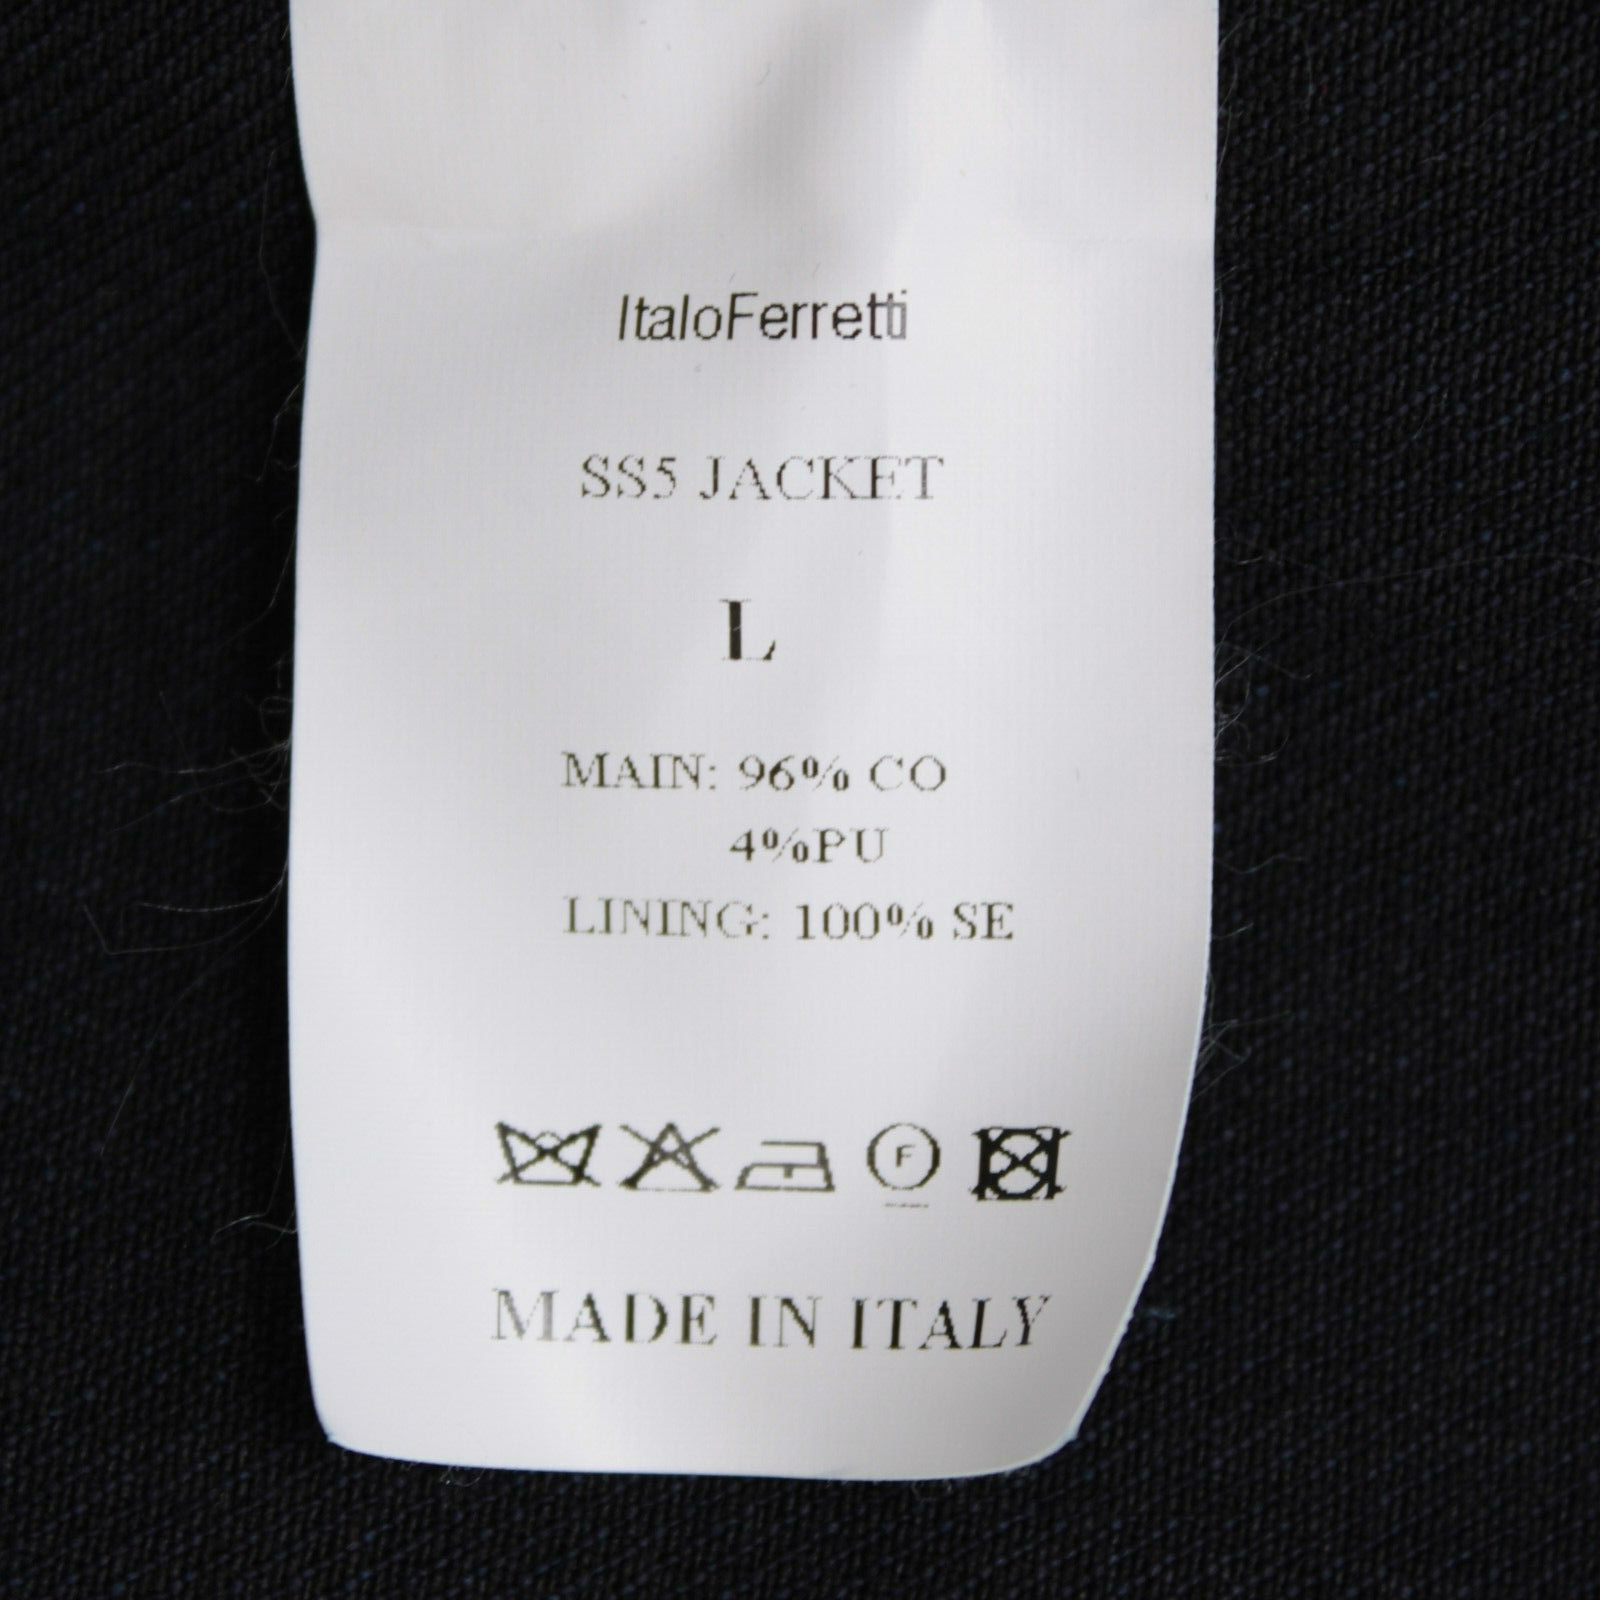 ItaloFerretti
SS5 JACKET
L
MAIN: 96% CO
4%PU
LINING: 100% SE
F
MADE IN ITALY